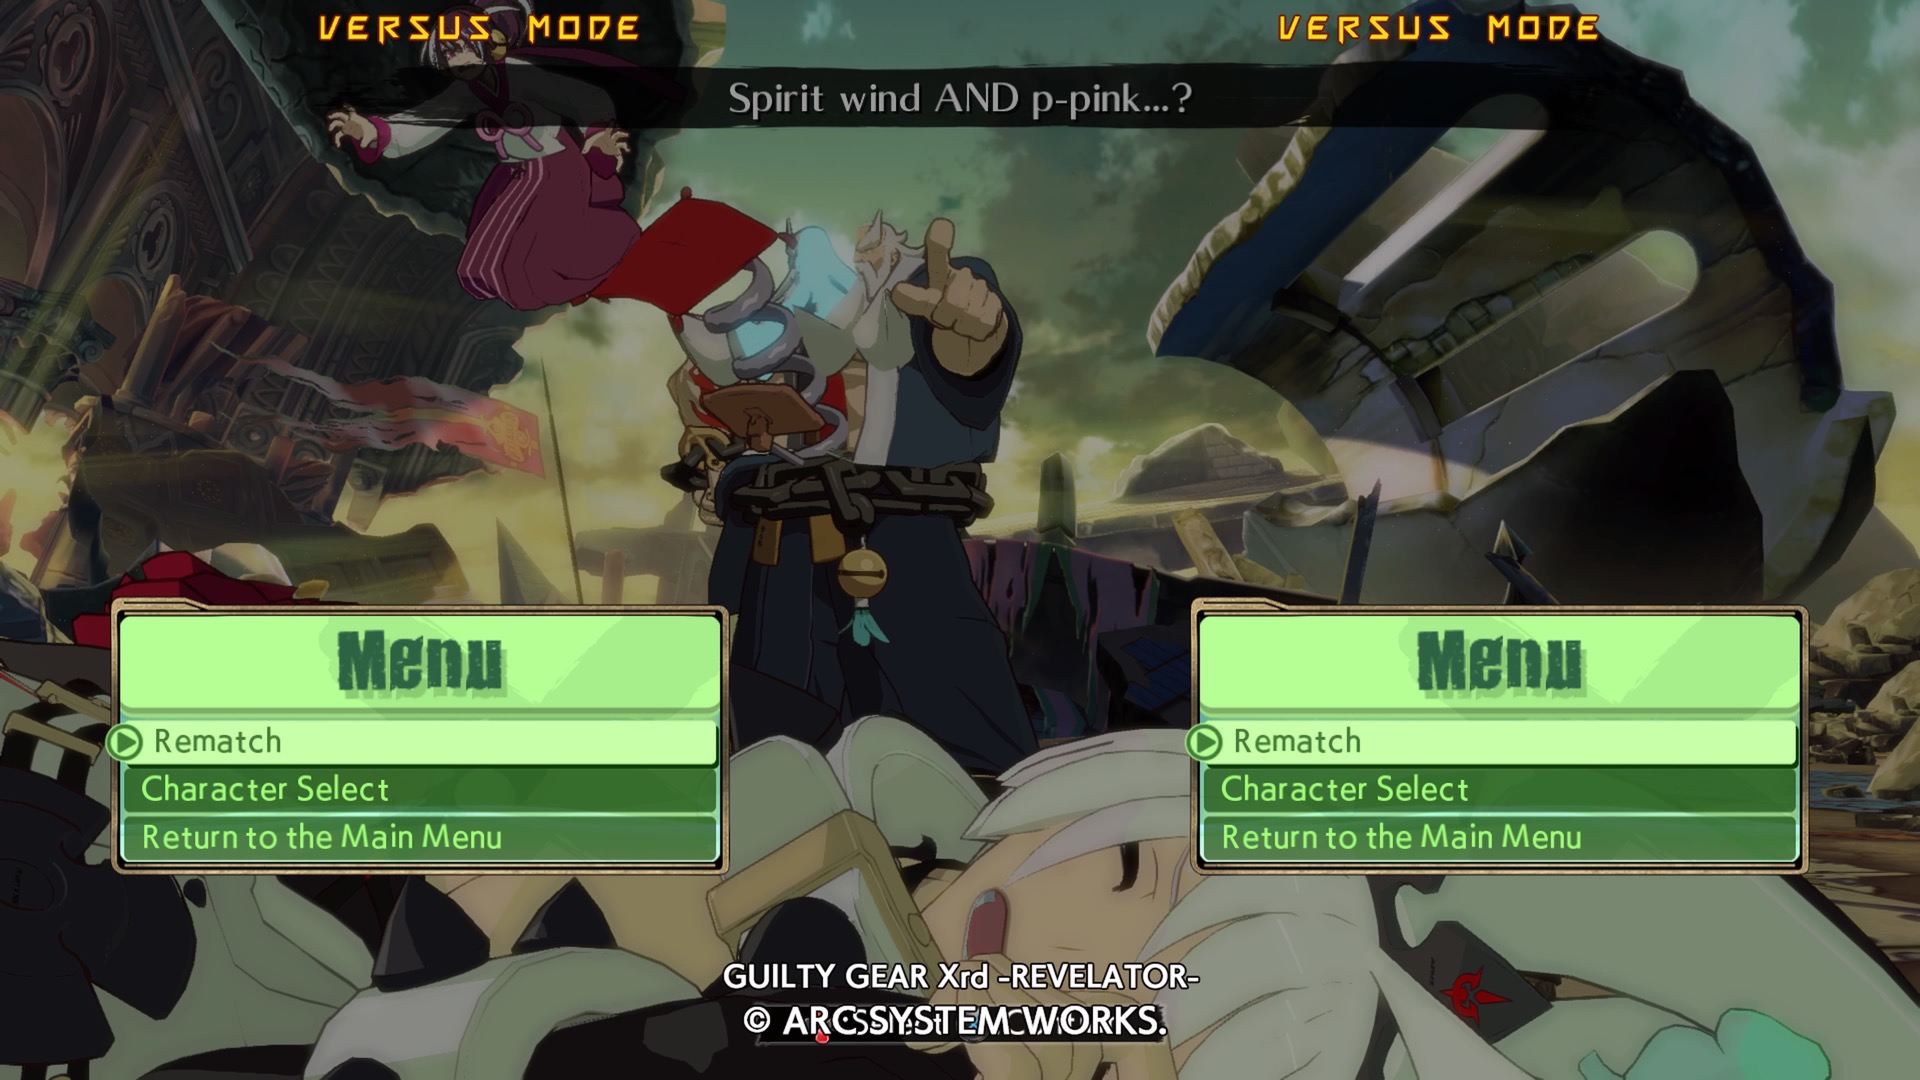 VERSUS MODE
VERSUS MODE
Spirit wind AND p-pink...?
Menu
Rematch
Character Select
Return to the Main Menu
Menu
Rematch
Character Select
Return to the Main Menu
GUILTY GEAR Xrd -REVELATOR-
© ARC SYSTEM WORKS.